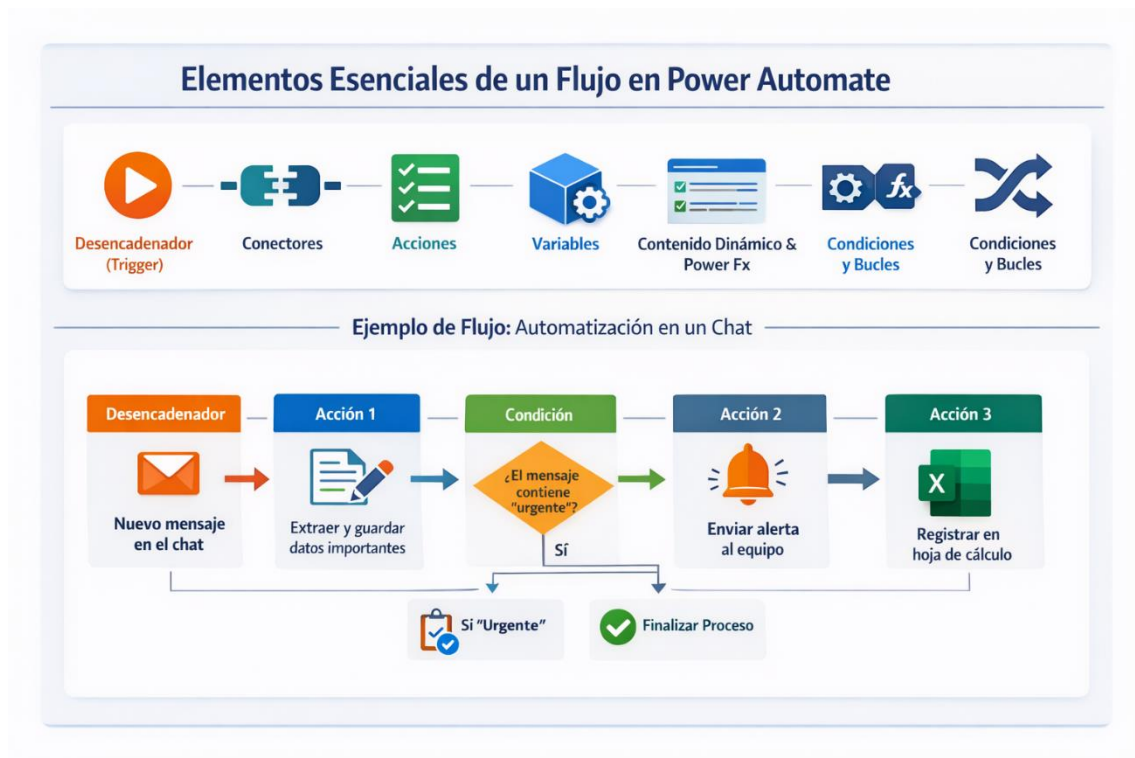 Elementos Esenciales de un Flujo en Power Automate
Desencadenador
(Trigger)
Conectores
Acciones
Variables
Contenido Dinámico &
Power Fx
fx
Condiciones
y Bucles
Condiciones
y Bucles
Ejemplo de Flujo: Automatización en un Chat
Desencadenador
Nuevo mensaje
en el chat
Acción 1
Extraer y guardar
datos importantes
Condición
¿El mensaje
contiene
"urgente"?
Sí
Acción 2
Enviar alerta
al equipo
Acción 3
X
Registrar en
hoja de cálculo
Si "Urgente"
Finalizar Proceso